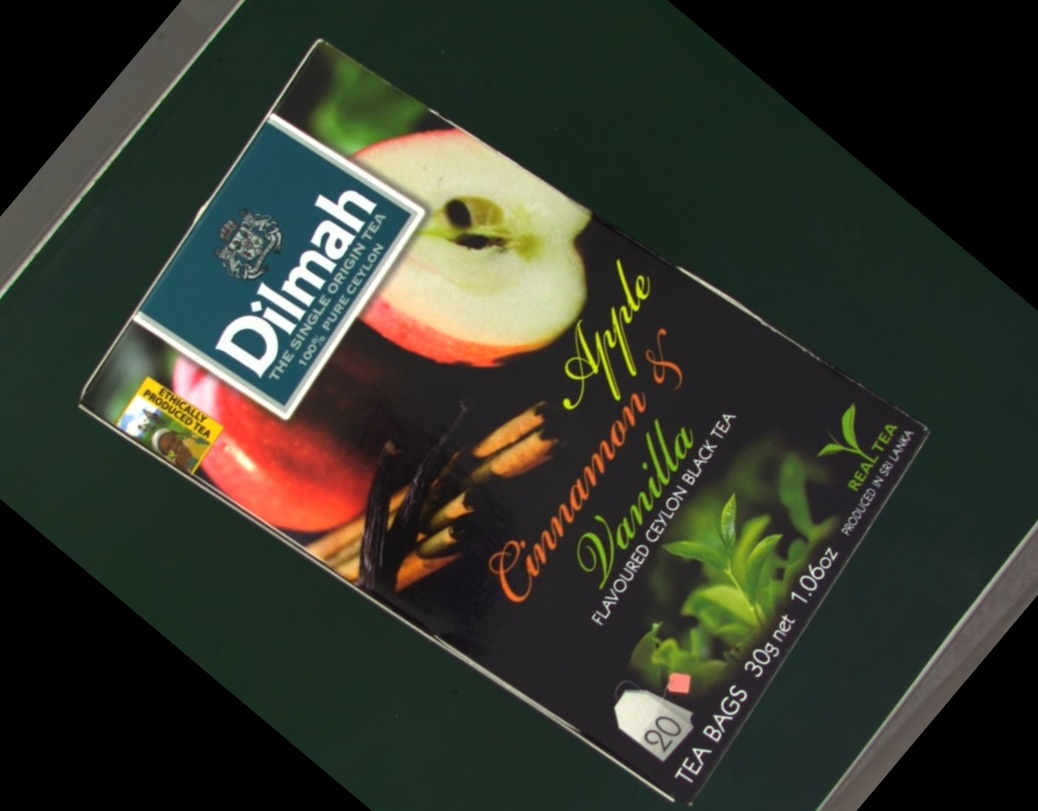 Dilmah
THE SINGLE ORIGIN TEA
100% PURE CEYLON
ETHICALLY
PRODUCED TEA
Apple
Cinnamon &
Vanilla
FLAVOURED CEYLON BLACK TEA
REAL TEA
PRODUCED IN SRI LANKA
20
TEA BAGS 30g net 1.06oz